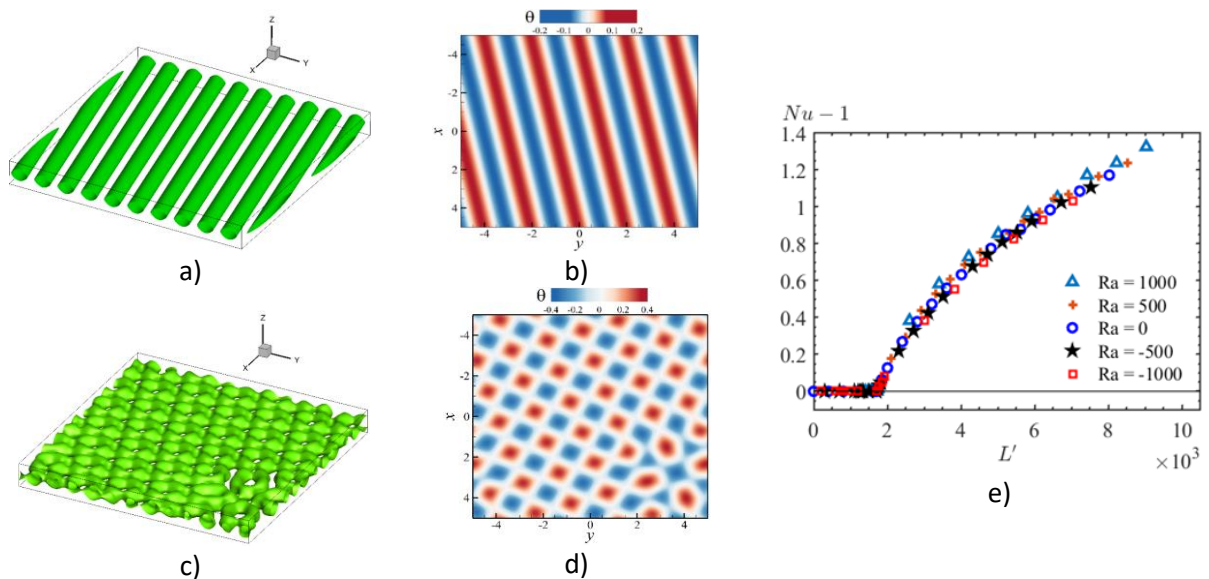 Z
Y
X
a)
θ
-0.2 -0.1 0 0.1 0.2
-4
-2
0
2
4
x
-4 -2 0 2 4
y
b)
Z
Y
X
c)
θ
-0.4 -0.2 0 0.2 0.4
-4
-2
0
2
4
x
-4 -2 0 2 4
y
d)
Nu − 1
1.4
1.2
1
0.8
0.6
0.4
0.2
0
Ra = 1000
Ra = 500
Ra = 0
Ra = -500
Ra = -1000
0 2 4 6 8 10
L′
×10³
e)